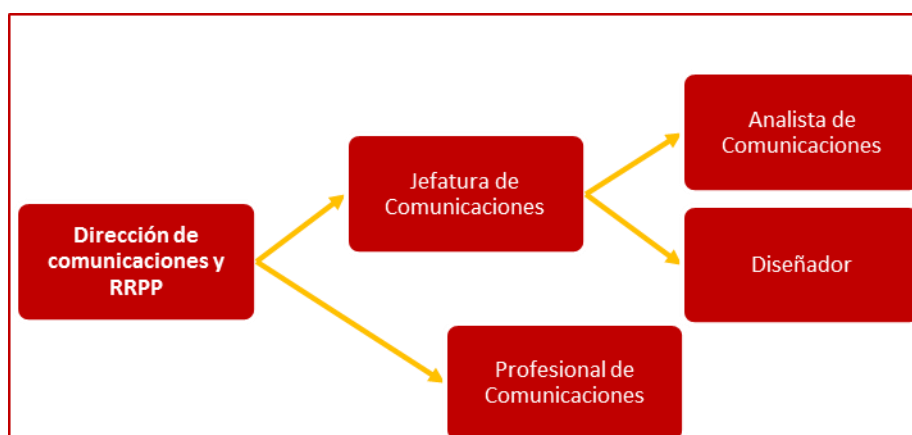 Dirección de
comunicaciones y
RRPP
Jefatura de
Comunicaciones
Analista de
Comunicaciones
Diseñador
Profesional de
Comunicaciones